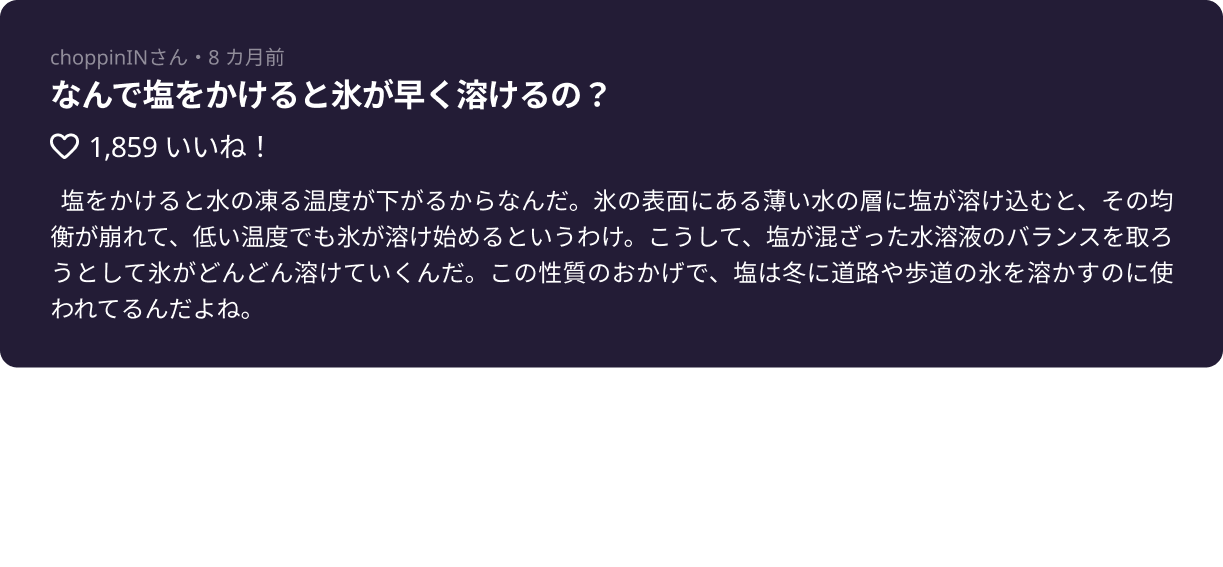 choppinINさん・8 カ月前
なんで塩をかけると氷が早く溶けるの？
1,859 いいね！
塩をかけると水の凍る温度が下がるからなんだ。氷の表面にある薄い水の層に塩が溶け込むと、その均
衡が崩れて、低い温度でも氷が溶け始めるというわけ。こうして、塩が混ざった水溶液のバランスを取ろ
うとして氷がどんどん溶けていくんだ。この性質のおかげで、塩は冬に道路や歩道の氷を溶かすのに使
われてるんだよね。